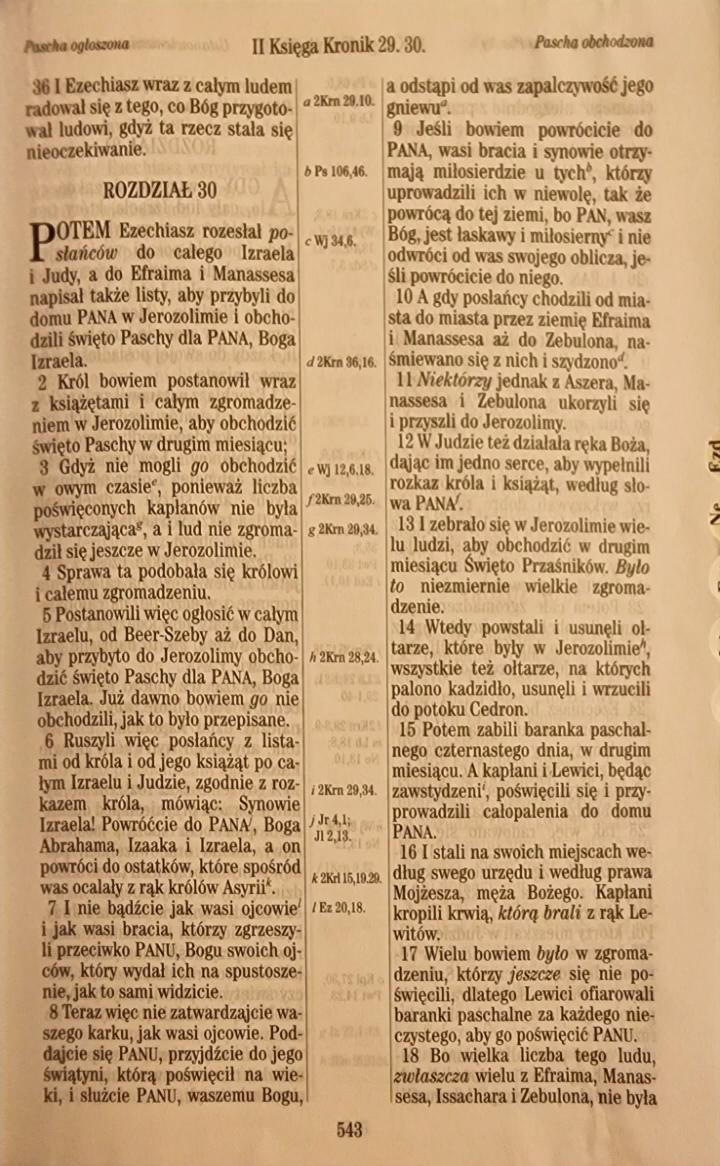 Pascha ogłoszona
II Księga Kronik 29. 30.
Pascha obchodzona
36 I Ezechiasz wraz z całym ludem
radował się z tego, co Bóg przygoto-
wał ludowi, gdyż ta rzecz stała się
nieoczekiwanie.
ROZDZIAŁ 30
POTEM Ezechiasz rozesłał po-
słańców do całego Izraela
i Judy, a do Efraima i Manassesa
napisał także listy, aby przybyli do
domu PANA w Jerozolimie i obcho-
dzili święto Paschy dla PANA, Boga
Izraela.
2 Król bowiem postanowił wraz
z książętami i całym zgromadze-
niem w Jerozolimie, aby obchodzić
święto Paschy w drugim miesiącu;
3 Gdyż nie mogli go obchodzić
w owym czasieᵉ, ponieważ liczba
poświęconych kapłanów nie była
wystarczającaᵍ, a i lud nie zgroma-
dził się jeszcze w Jerozolimie.
4 Sprawa ta podobała się królowi
i całemu zgromadzeniu.
5 Postanowili więc ogłosić w całym
Izraelu, od Beer-Szeby aż do Dan,
aby przybyto do Jerozolimy obcho-
dzić święto Paschy dla PANA, Boga
Izraela. Już dawno bowiem go nie
obchodzili, jak to było przepisane.
6 Ruszyli więc posłańcy z lista-
mi od króla i od jego książąt po ca-
łym Izraelu i Judzie, zgodnie z roz-
kazem króla, mówiąc: Synowie
Izraela! Powróćcie do PANAʲ, Boga
Abrahama, Izaaka i Izraela, a on
powróci do ostatków, które spośród
was ocalały z rąk królów Asyriiᵏ.
7 I nie bądźcie jak wasi ojcowieˡ
i jak wasi bracia, którzy zgrzeszy-
li przeciwko PANU, Bogu swoich oj-
ców, który wydał ich na spustosze-
nie, jak to sami widzicie.
8 Teraz więc nie zatwardzajcie wa-
szego karku, jak wasi ojcowie. Pod-
dajcie się PANU, przyjdźcie do jego
świątyni, którą poświęcił na wie-
ki, i służcie PANU, waszemu Bogu,
a 2Krn 29,10.
b Ps 106,46.
c Wj 34,6.
d 2Krn 36,16.
e Wj 12,6.18.
f 2Krn 29,25.
g 2Krn 29,34.
h 2Krn 28,24.
i 2Krn 29,34.
j Jr 4,1;
Jl 2,13.
k 2Krl 15,19.29.
l Ez 20,18.
a odstąpi od was zapalczywość jego
gniewuᵃ.
9 Jeśli bowiem powrócicie do
PANA, wasi bracia i synowie otrzy-
mają miłosierdzie u tychᵇ, którzy
uprowadzili ich w niewolę, tak że
powrócą do tej ziemi, bo PAN, wasz
Bóg, jest łaskawy i miłosiernyᶜ i nie
odwróci od was swojego oblicza, je-
śli powrócicie do niego.
10 A gdy posłańcy chodzili od mia-
sta do miasta przez ziemię Efraima
i Manassesa aż do Zebulona, na-
śmiewano się z nich i szydzonoᵈ.
11 Niektórzy jednak z Aszera, Ma-
nassesa i Zebulona ukorzyli się
i przyszli do Jerozolimy.
12 W Judzie też działała ręka Boża,
dając im jedno serce, aby wypełnili
rozkaz króla i książąt, według sło-
wa PANAᶠ.
13 I zebrało się w Jerozolimie wie-
lu ludzi, aby obchodzić w drugim
miesiącu Święto Przaśników. Było
to niezmiernie wielkie zgroma-
dzenie.
14 Wtedy powstali i usunęli oł-
tarze, które były w Jerozolimieʰ,
wszystkie też ołtarze, na których
palono kadzidło, usunęli i wrzucili
do potoku Cedron.
15 Potem zabili baranka paschal-
nego czternastego dnia, w drugim
miesiącu. A kapłani i Lewici, będąc
zawstydzeniⁱ, poświęcili się i przy-
prowadzili całopalenia do domu
PANA.
16 I stali na swoich miejscach we-
dług swego urzędu i według prawa
Mojżesza, męża Bożego. Kapłani
kropili krwią, którą brali z rąk Le-
witów.
17 Wielu bowiem było w zgroma-
dzeniu, którzy jeszcze się nie po-
święcili, dlatego Lewici ofiarowali
baranki paschalne za każdego nie-
czystego, aby go poświęcić PANU.
18 Bo wielka liczba tego ludu,
zwłaszcza wielu z Efraima, Manas-
sesa, Issachara i Zebulona, nie była
543
Ezd